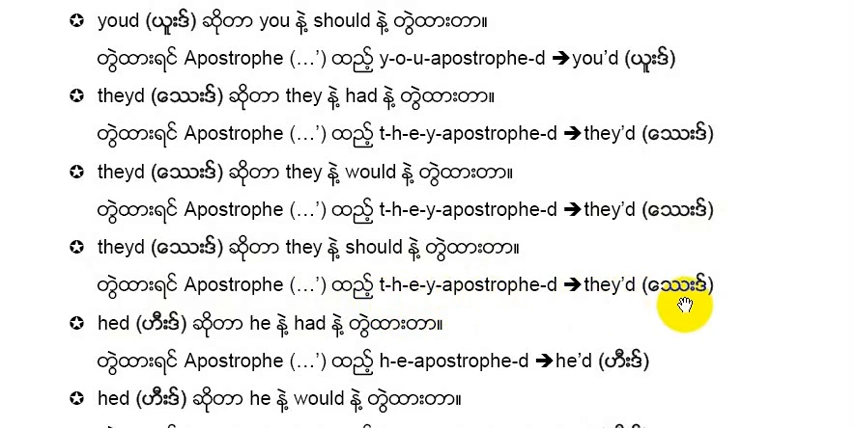 ✪ youd (ယူးဒ်) ဆိုတာ you နဲ့ should နဲ့ တွဲထားတာ။
တွဲထားရင် Apostrophe (…’) ထည့် y-o-u-apostrophe-d ➔you’d (ယူးဒ်)
✪ theyd (ဿေးဒ်) ဆိုတာ they နဲ့ had နဲ့ တွဲထားတာ။
တွဲထားရင် Apostrophe (…’) ထည့် t-h-e-y-apostrophe-d ➔they’d (ဿေးဒ်)
✪ theyd (ဿေးဒ်) ဆိုတာ they နဲ့ would နဲ့ တွဲထားတာ။
တွဲထားရင် Apostrophe (…’) ထည့် t-h-e-y-apostrophe-d ➔they’d (ဿေးဒ်)
✪ theyd (ဿေးဒ်) ဆိုတာ they နဲ့ should နဲ့ တွဲထားတာ။
တွဲထားရင် Apostrophe (…’) ထည့် t-h-e-y-apostrophe-d ➔they’d (ဿေးဒ်)
✪ hed (ဟီးဒ်) ဆိုတာ he နဲ့ had နဲ့ တွဲထားတာ။
တွဲထားရင် Apostrophe (…’) ထည့် h-e-apostrophe-d ➔he’d (ဟီးဒ်)
✪ hed (ဟီးဒ်) ဆိုတာ he နဲ့ would နဲ့ တွဲထားတာ။